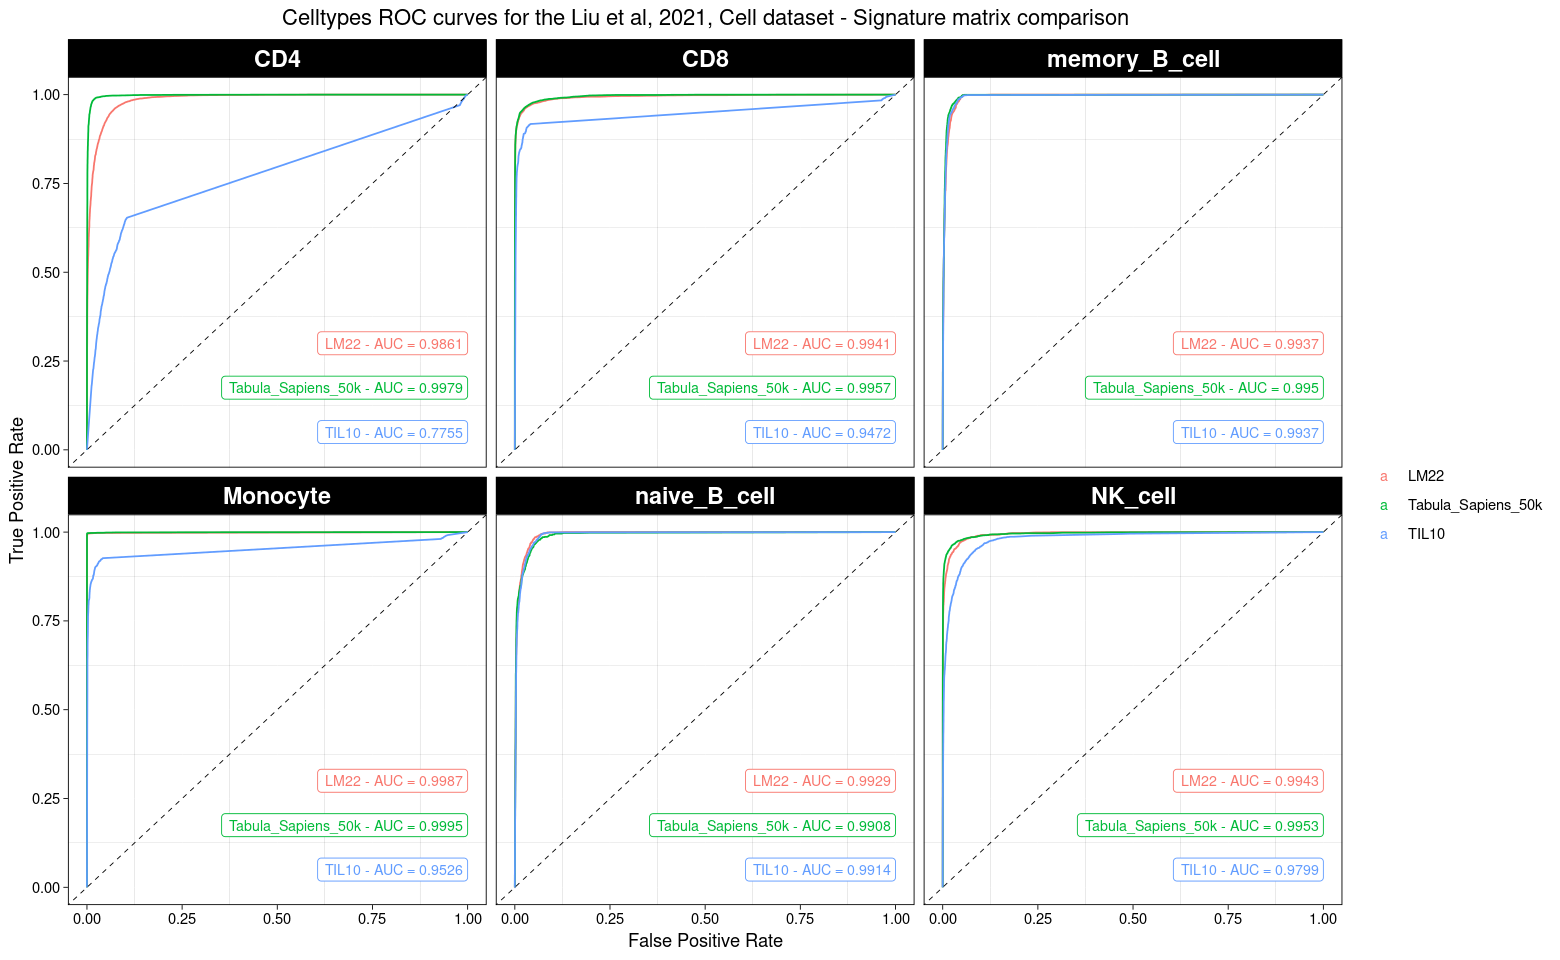 Celltypes ROC curves for the Liu et al, 2021, Cell dataset - Signature matrix comparison
CD4
CD8
memory_B_cell
1.00
0.75
0.50
0.25
0.00
LM22 - AUC = 0.9861
Tabula_Sapiens_50k - AUC = 0.9979
TIL10 - AUC = 0.7755
LM22 - AUC = 0.9941
Tabula_Sapiens_50k - AUC = 0.9957
TIL10 - AUC = 0.9472
LM22 - AUC = 0.9937
Tabula_Sapiens_50k - AUC = 0.995
TIL10 - AUC = 0.9937
True Positive Rate
Monocyte
naive_B_cell
NK_cell
1.00
0.75
0.50
0.25
0.00
LM22 - AUC = 0.9987
Tabula_Sapiens_50k - AUC = 0.9995
TIL10 - AUC = 0.9526
LM22 - AUC = 0.9929
Tabula_Sapiens_50k - AUC = 0.9908
TIL10 - AUC = 0.9914
LM22 - AUC = 0.9943
Tabula_Sapiens_50k - AUC = 0.9953
TIL10 - AUC = 0.9799
0.00 0.25 0.50 0.75 1.00
0.00 0.25 0.50 0.75 1.00
0.00 0.25 0.50 0.75 1.00
False Positive Rate
a LM22
a Tabula_Sapiens_50k
a TIL10